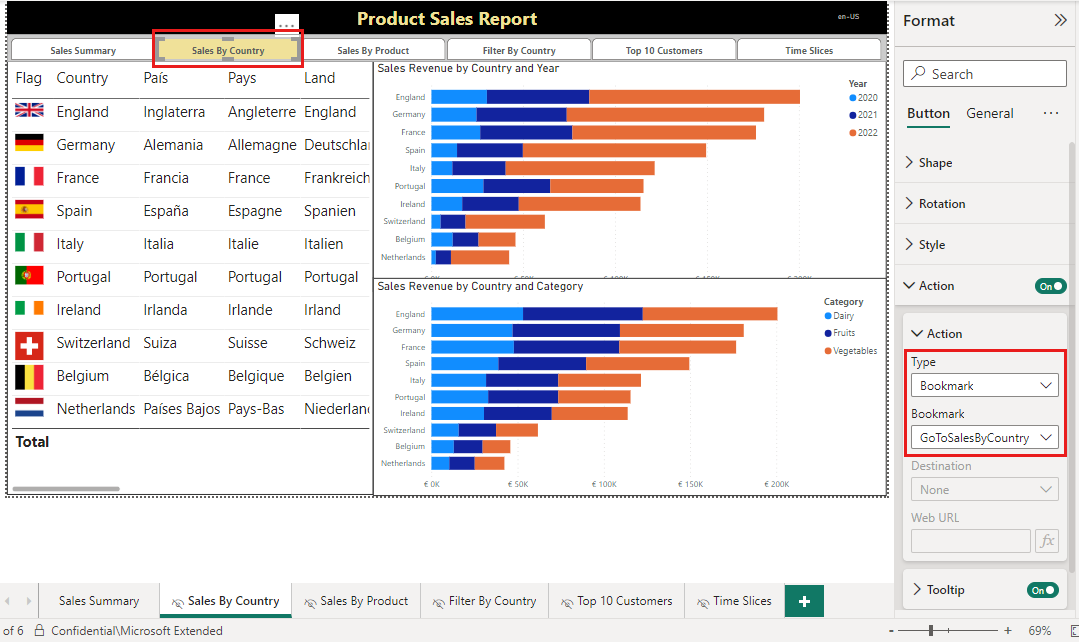 Product Sales Report
en-US
Sales Summary
Sales By Country
Sales By Product
Filter By Country
Top 10 Customers
Time Slices
Flag Country País Pays Land
England Inglaterra Angleterre England
Germany Alemania Allemagne Deutschla
France Francia France Frankreich
Spain España Espagne Spanien
Italy Italia Italie Italien
Portugal Portugal Portugal Portugal
Ireland Irlanda Irlande Irland
Switzerland Suiza Suisse Schweiz
Belgium Bélgica Belgique Belgien
Netherlands Países Bajos Pays-Bas Niederlan
Total
Sales Revenue by Country and Year
Year
2020
2021
2022
England
Germany
France
Spain
Italy
Portugal
Ireland
Switzerland
Belgium
Netherlands
€ 0K € 50K € 100K € 150K € 200K
Sales Revenue by Country and Category
Category
Dairy
Fruits
Vegetables
England
Germany
France
Spain
Italy
Portugal
Ireland
Switzerland
Belgium
Netherlands
€ 0K € 50K € 100K € 150K € 200K
Format
Search
Button General
Shape
Rotation
Style
Action On
Action
Type
Bookmark
Bookmark
GoToSalesByCountry
Destination
None
Web URL
fx
Tooltip On
Sales Summary
Sales By Country
Sales By Product
Filter By Country
Top 10 Customers
Time Slices
+
of 6 Confidential\Microsoft Extended
- + 69%